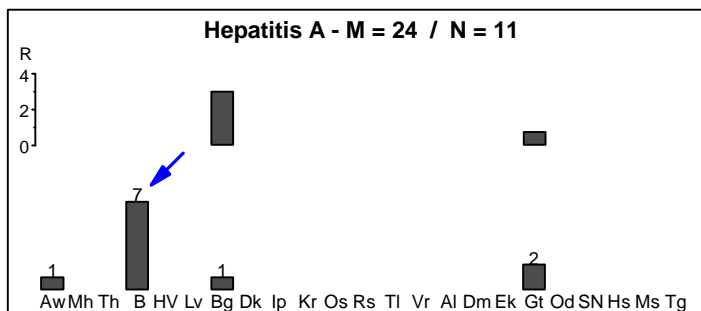 Hepatitis A - M = 24 / N = 11
R
4
2
0
7
1
1
2
Aw Mh Th B HV Lv Bg Dk Ip Kr Os Rs Tl Vr Al Dm Ek Gt Od SN Hs Ms Tg